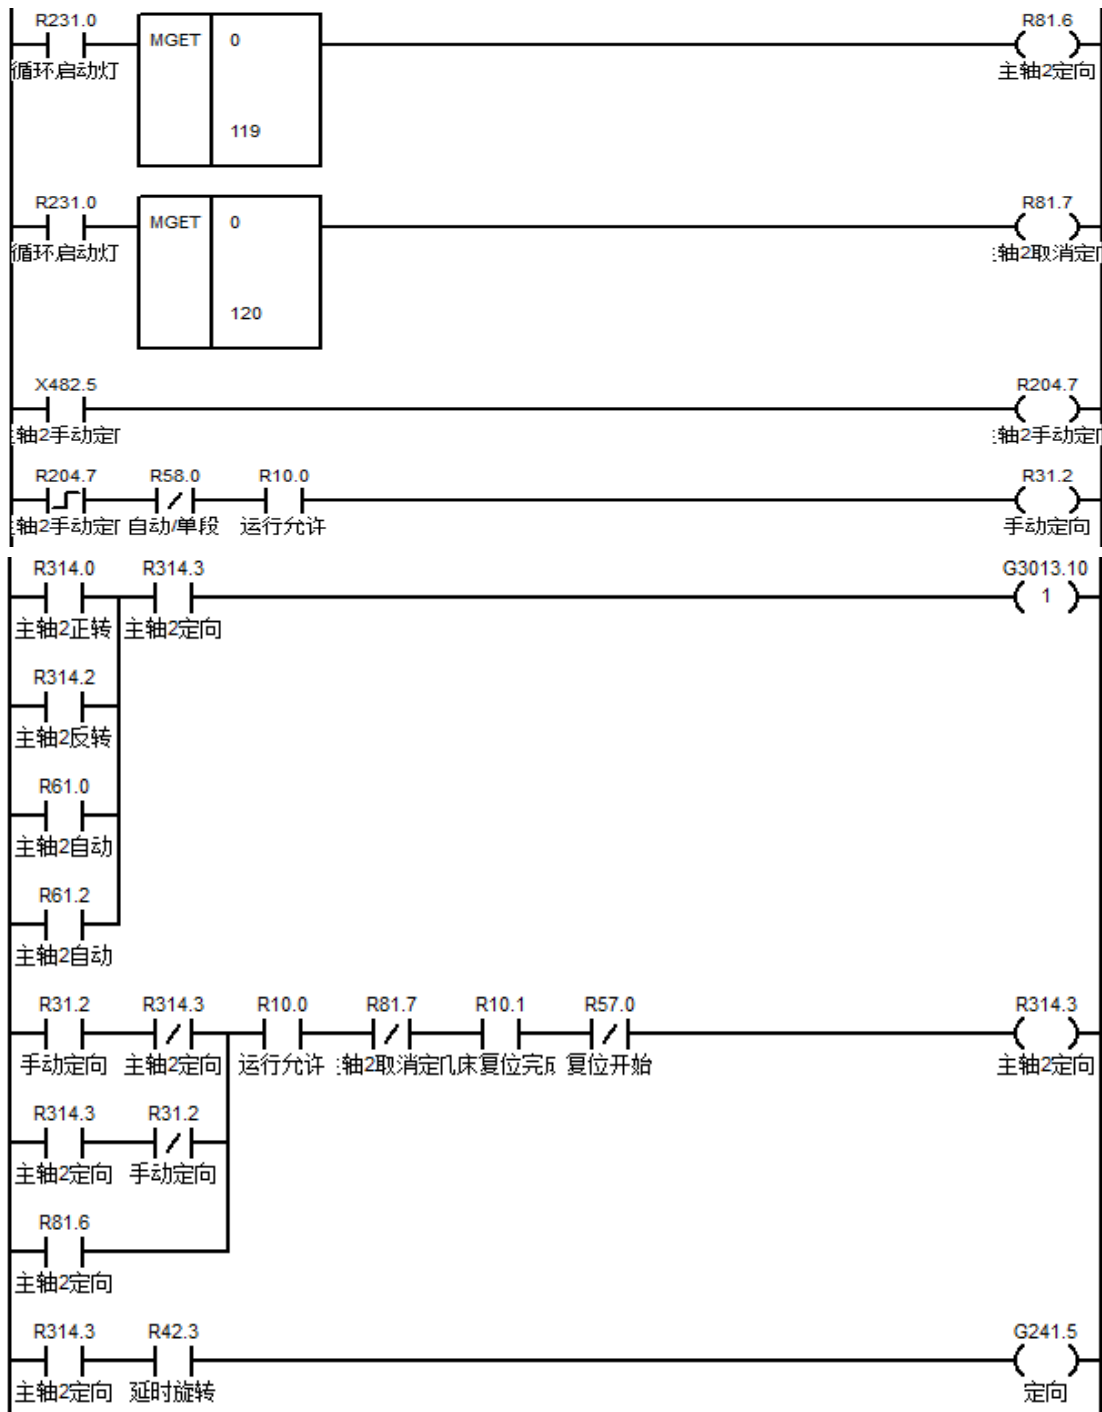 R231.0 R81.6
MGET 0
循环启动灯 主轴2定向
119
R231.0 R81.7
MGET 0
循环启动灯 轴2取消定
120
X482.5 R204.7
轴2手动定 轴2手动定
R204.7 R58.0 R10.0 R31.2
轴2手动定 自动/单段 运行允许 手动定向
R314.0 R314.3 G3013.10
1
主轴2正转 主轴2定向
R314.2
主轴2反转
R61.0
主轴2自动
R61.2
主轴2自动
R31.2 R314.3 R10.0 R81.7 R10.1 R57.0 R314.3
手动定向 主轴2定向 运行允许 轴2取消定 床复位完 复位开始 主轴2定向
R314.3 R31.2
主轴2定向 手动定向
R81.6
主轴2定向
R314.3 R42.3 G241.5
主轴2定向 延时旋转 定向